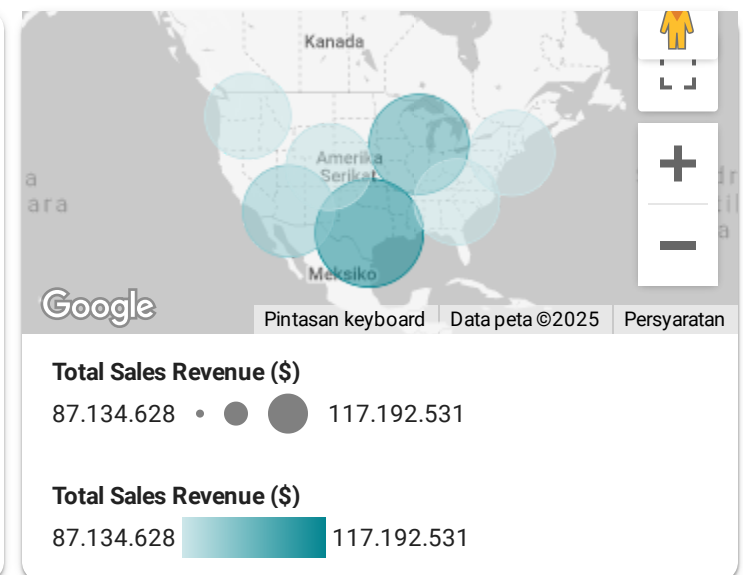 Kanada
Amerika
Serikat
a
ara
Meksiko
Google
Pintasan keyboard
Data peta ©2025
Persyaratan
Total Sales Revenue ($)
87.134.628
117.192.531
Total Sales Revenue ($)
87.134.628
117.192.531